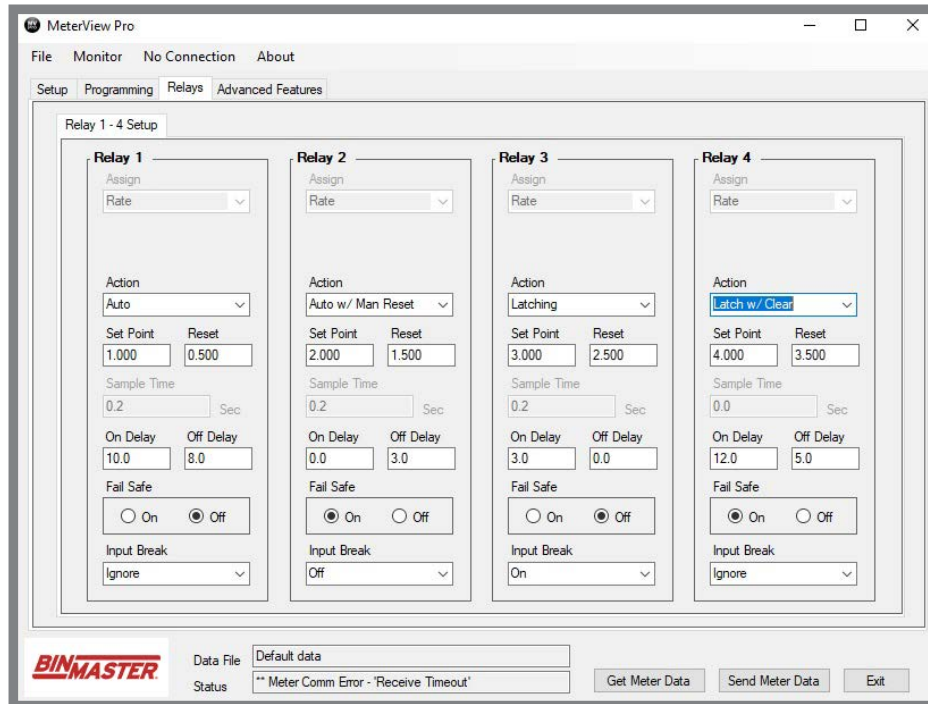 MeterView Pro
File Monitor No Connection About
Setup Programming Relays Advanced Features
Relay 1 - 4 Setup
Relay 1 Relay 2 Relay 3 Relay 4
Assign Assign Assign Assign
Rate Rate Rate Rate
Action Action Action Action
Auto Auto w/ Man Reset Latching Latch w/ Clear
Set Point Reset Set Point Reset Set Point Reset Set Point Reset
1.000 0.500 2.000 1.500 3.000 2.500 4.000 3.500
Sample Time Sample Time Sample Time Sample Time
0.2 Sec 0.2 Sec 0.2 Sec 0.0 Sec
On Delay Off Delay On Delay Off Delay On Delay Off Delay On Delay Off Delay
10.0 8.0 0.0 3.0 3.0 0.0 12.0 5.0
Fail Safe Fail Safe Fail Safe Fail Safe
On Off On Off On Off On Off
Input Break Input Break Input Break Input Break
Ignore Off On Ignore
BINMASTER
Data File Default data
Status ** Meter Comm Error - 'Receive Timeout' Get Meter Data Send Meter Data Exit